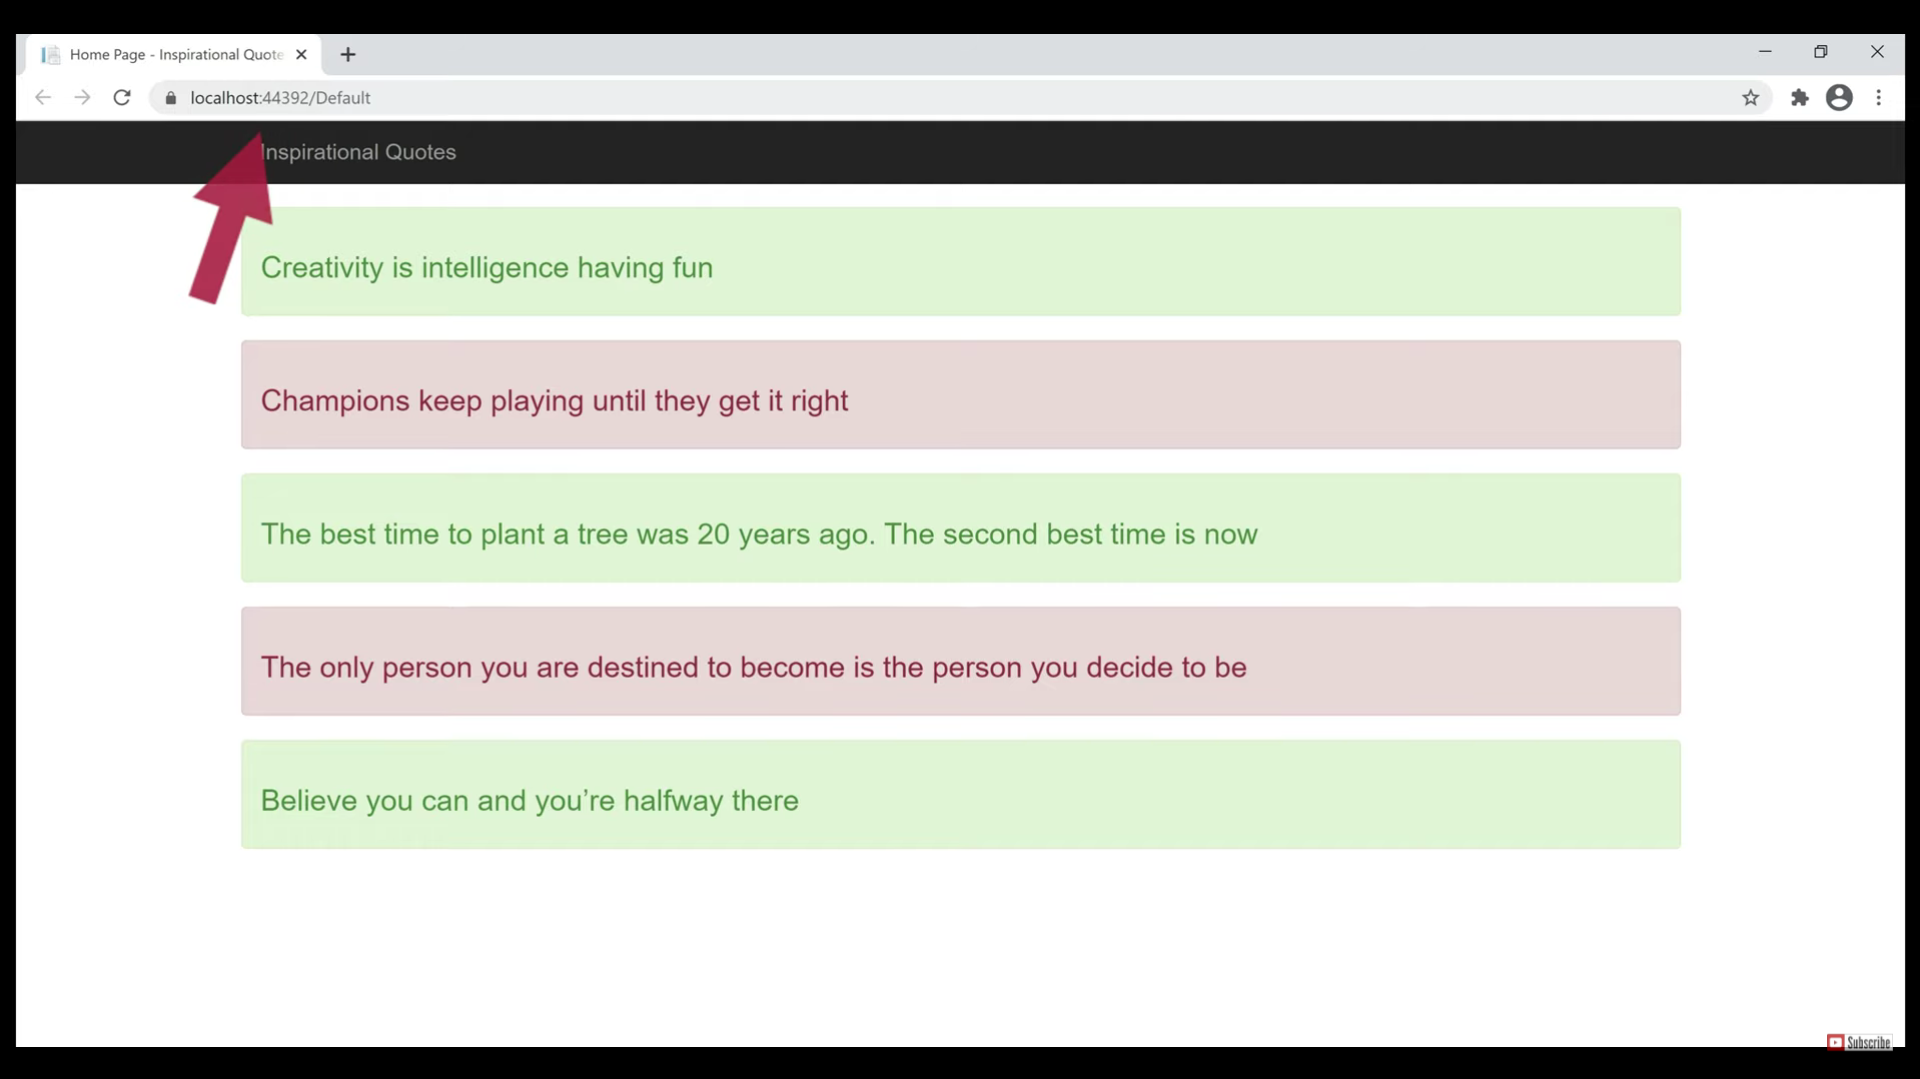 Home Page - Inspirational Quote
localhost:44392/Default
Inspirational Quotes
Creativity is intelligence having fun
Champions keep playing until they get it right
The best time to plant a tree was 20 years ago. The second best time is now
The only person you are destined to become is the person you decide to be
Believe you can and you’re halfway there
Subscribe